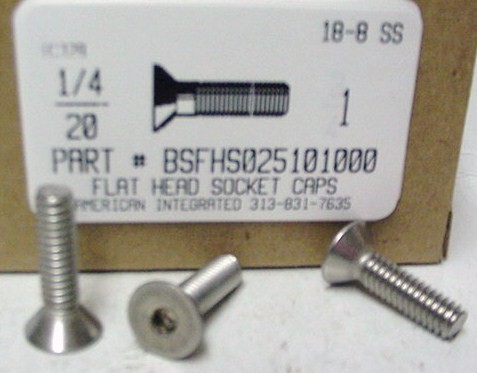 18-8 SS
1/4
20
1
PART # BSFHS025101000
FLAT HEAD SOCKET CAPS
AMERICAN INTEGRATED 313-831-7635